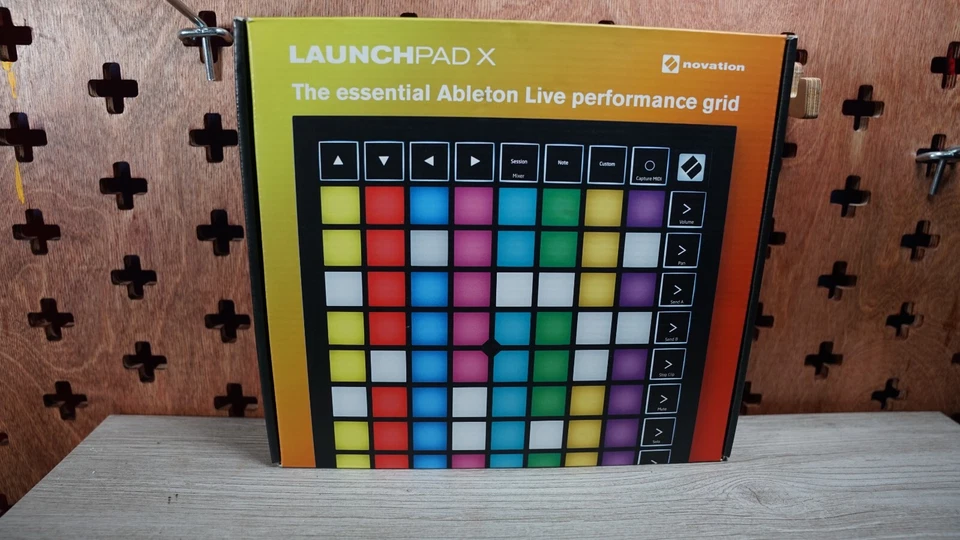 LAUNCHPAD X
novation
The essential Ableton Live performance grid
Session
Mixer
Note
Custom
Capture MIDI
Volume
Pan
Send A
Send B
Stop Clip
Mute
Solo